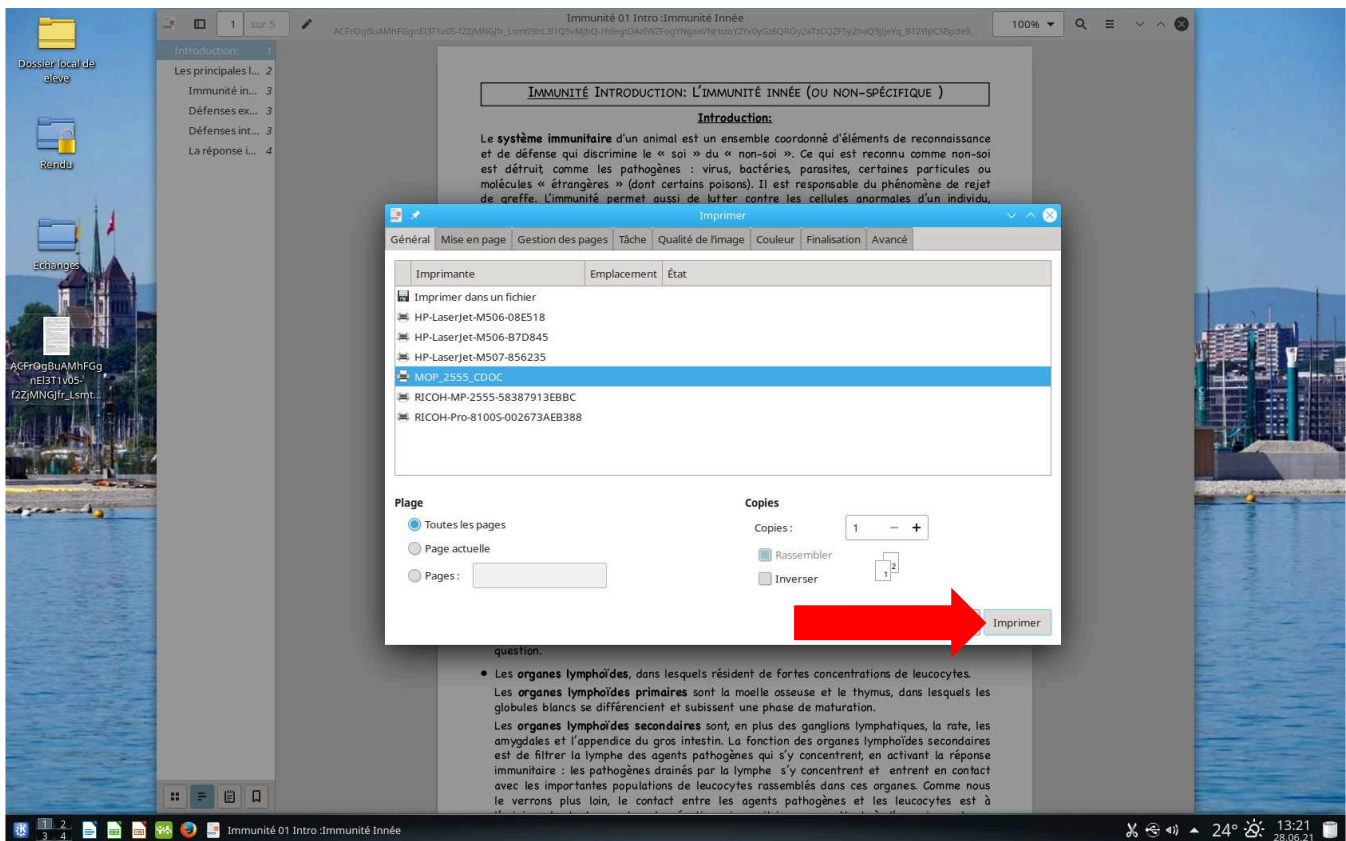 Dossier local de
eleve
Rendu
Echanges
ACFrOgBuAMhFGg
nEl3T1v05-
f2ZjMNGJfr_Lsmt...
1 sur 5
Immunité 01 Intro :Immunité Innée
100%
Introduction: 1
Les principales l... 2
Immunité in... 3
Défenses ex... 3
Défenses int... 3
La réponse i... 4
IMMUNITÉ INTRODUCTION: L'IMMUNITÉ INNÉE (OU NON-SPÉCIFIQUE )
Introduction:
Le système immunitaire d'un animal est un ensemble coordonné d'éléments de reconnaissance
et de défense qui discrimine le « soi » du « non-soi ». Ce qui est reconnu comme non-soi
est détruit, comme les pathogènes : virus, bactéries, parasites, certaines particules ou
molécules « étrangères » (dont certains poisons). Il est responsable du phénomène de rejet
de greffe. L'immunité permet aussi de lutter contre les cellules anormales d'un individu,
Imprimer
Général Mise en page Gestion des pages Tâche Qualité de l'image Couleur Finalisation Avancé
Imprimante Emplacement État
Imprimer dans un fichier
HP-LaserJet-M506-08E518
HP-LaserJet-M506-B7D845
HP-LaserJet-M507-856235
MOP_2555_CDOC
RICOH-MP-2555-58387913EBBC
RICOH-Pro-8100S-002673AEB388
Plage
Toutes les pages
Page actuelle
Pages :
Copies
Copies : 1 − +
Rassembler
Inverser
1 2
Imprimer
question.
• Les organes lymphoïdes, dans lesquels résident de fortes concentrations de leucocytes.
Les organes lymphoïdes primaires sont la moelle osseuse et le thymus, dans lesquels les
globules blancs se différencient et subissent une phase de maturation.
Les organes lymphoïdes secondaires sont, en plus des ganglions lymphatiques, la rate, les
amygdales et l'appendice du gros intestin. La fonction des organes lymphoïdes secondaires
est de filtrer la lymphe des agents pathogènes qui s'y concentrent, en activant la réponse
immunitaire : les pathogènes drainés par la lymphe s'y concentrent et entrent en contact
avec les importantes populations de leucocytes rassemblés dans ces organes. Comme nous
le verrons plus loin, le contact entre les agents pathogènes et les leucocytes est à
1 2
3 4
Immunité 01 Intro :Immunité Innée
24°
13:21
28.06.21